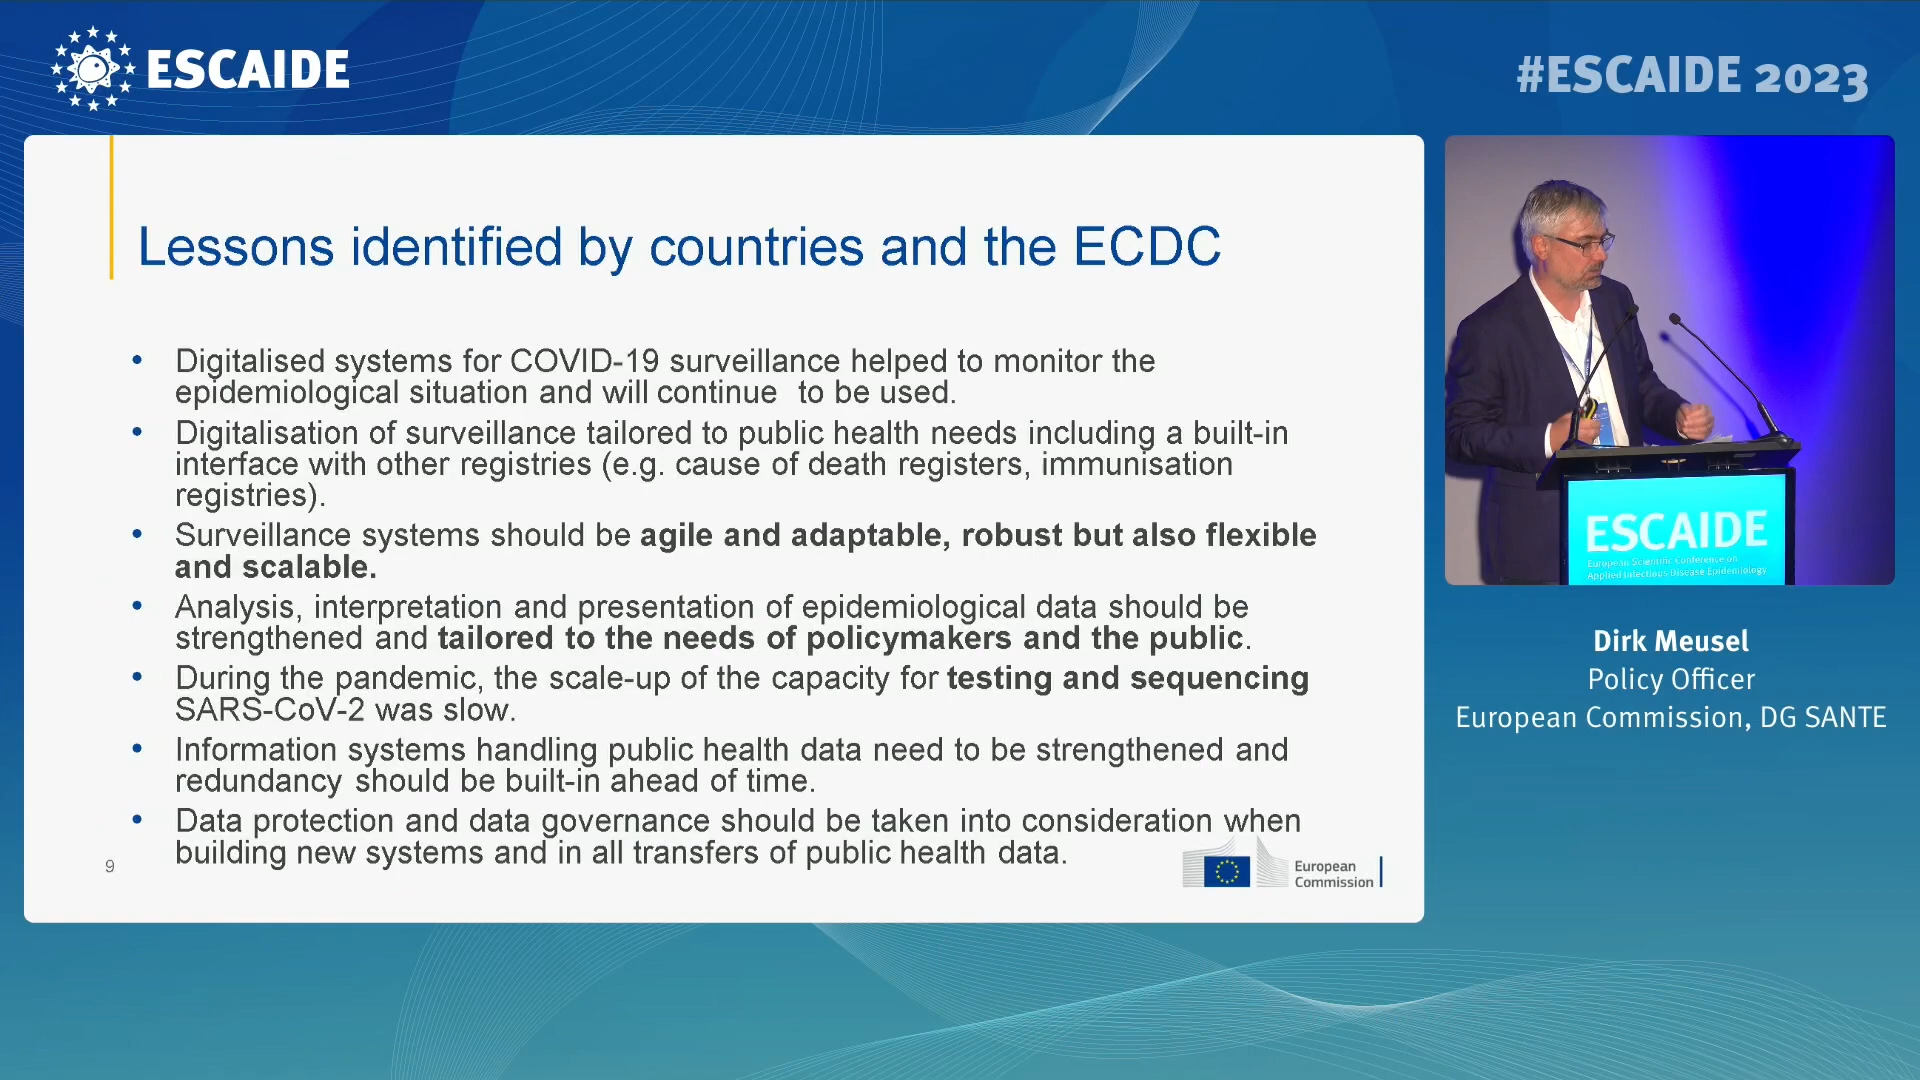 ESCAIDE
#ESCAIDE 2023
Lessons identified by countries and the ECDC
• Digitalised systems for COVID-19 surveillance helped to monitor the
epidemiological situation and will continue  to be used.
• Digitalisation of surveillance tailored to public health needs including a built-in
interface with other registries (e.g. cause of death registers, immunisation
registries).
• Surveillance systems should be agile and adaptable, robust but also flexible
and scalable.
• Analysis, interpretation and presentation of epidemiological data should be
strengthened and tailored to the needs of policymakers and the public.
• During the pandemic, the scale-up of the capacity for testing and sequencing
SARS-CoV-2 was slow.
• Information systems handling public health data need to be strengthened and
redundancy should be built-in ahead of time.
• Data protection and data governance should be taken into consideration when
building new systems and in all transfers of public health data.
9
European
Commission
ESCAIDE
European Scientific Conference on
Applied Infectious Disease Epidemiology
Dirk Meusel
Policy Officer
European Commission, DG SANTE